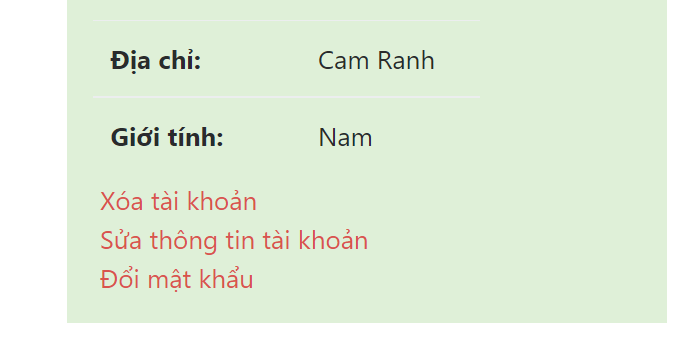 Địa chỉ: Cam Ranh
Giới tính: Nam
Xóa tài khoản
Sửa thông tin tài khoản
Đổi mật khẩu